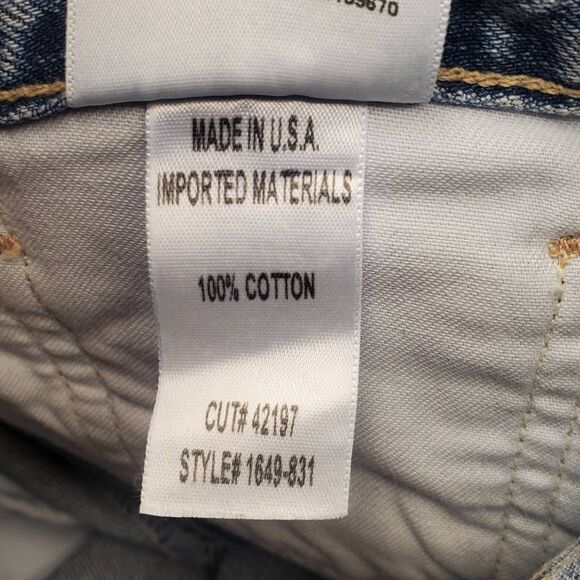 MADE IN U.S.A.
IMPORTED MATERIALS
100% COTTON
CUT# 42197
STYLE# 1649-831